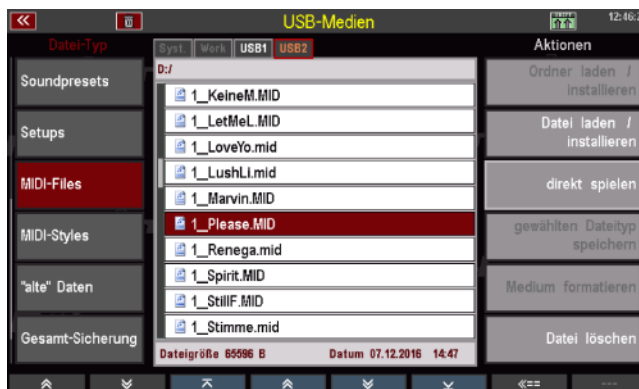 USB-Medien
12:46:2
Datei-Typ
Syst. Work USB1 USB2
Aktionen
D:/
Soundpresets
Setups
MIDI-Files
MIDI-Styles
"alte" Daten
Gesamt-Sicherung
1_KeineM.MID
1_LetMeL.MID
1_LoveYo.mid
1_LushLi.mid
1_Marvin.MID
1_Please.MID
1_Renega.mid
1_Spirit.MID
1_StillF.MID
1_Stimme.mid
Dateigröße 65596 B Datum 07.12.2016 14:47
Ordner laden /
installieren
Datei laden /
installieren
direkt spielen
gewählten Dateityp
speichern
Medium formatieren
Datei löschen